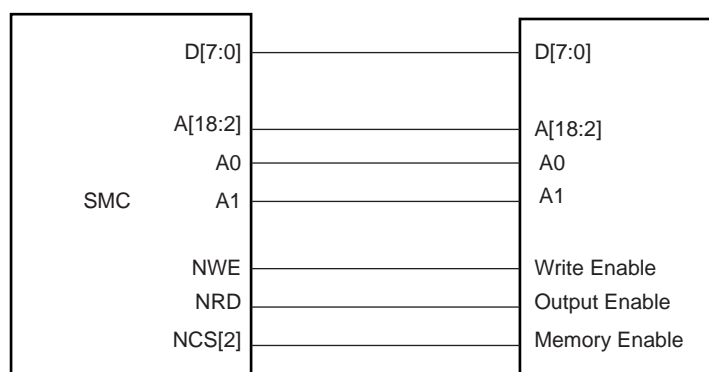 D[7:0] D[7:0]
A[18:2] A[18:2]
A0 A0
SMC A1 A1
NWE Write Enable
NRD Output Enable
NCS[2] Memory Enable